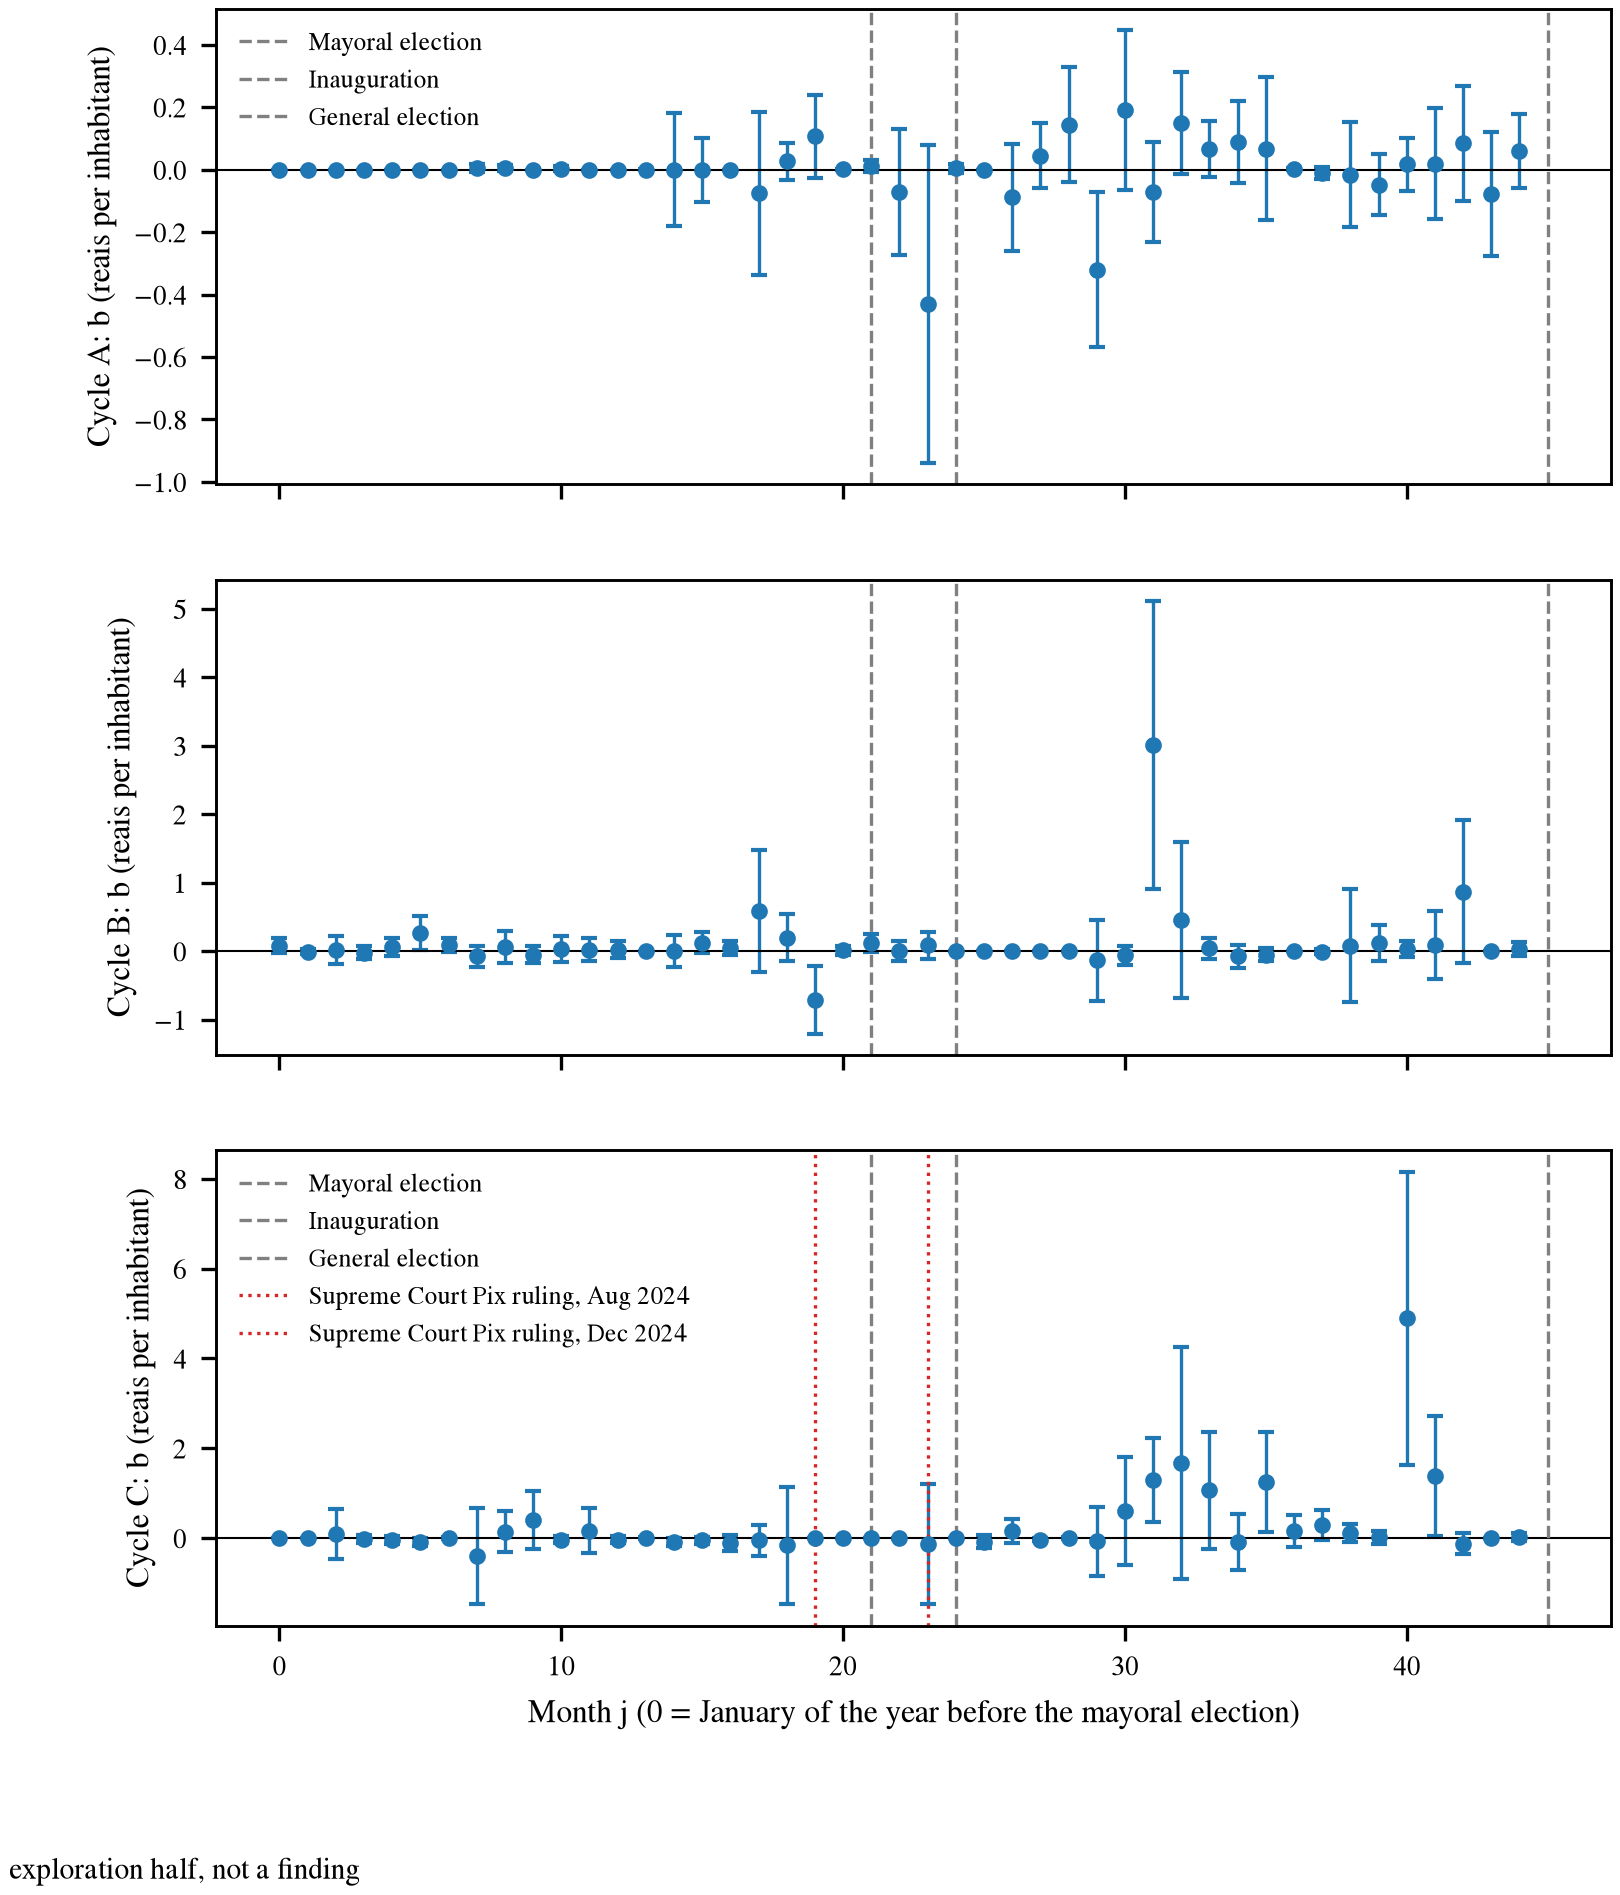 Cycle A: b (reais per inhabitant)
0.4
0.2
0.0
−0.2
−0.4
−0.6
−0.8
−1.0
Mayoral election
Inauguration
General election
Cycle B: b (reais per inhabitant)
5
4
3
2
1
0
−1
Cycle C: b (reais per inhabitant)
8
6
4
2
0
Mayoral election
Inauguration
General election
Supreme Court Pix ruling, Aug 2024
Supreme Court Pix ruling, Dec 2024
0 10 20 30 40
Month j (0 = January of the year before the mayoral election)
exploration half, not a finding